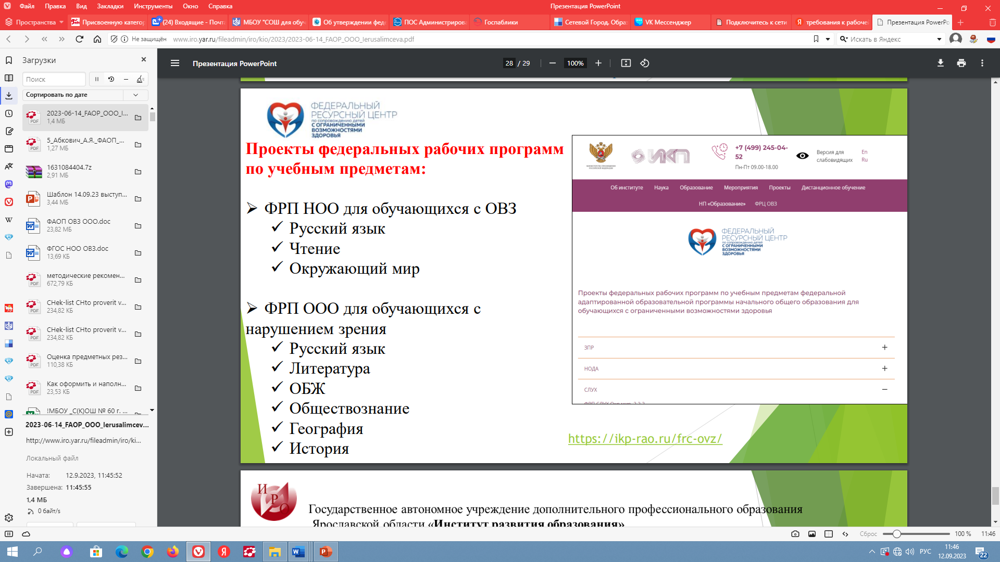 Файл Правка Вид Закладки Инструменты Окно Справка
Презентация PowerPoint
Пространства
Присвоенную катего
(24) Входящие - Почт
МБОУ "СОШ для обуч
Об утверждении фед
ПОС Администриров
Госпаблики
Сетевой Город. Обра
VK Мессенджер
Подключитесь к сети
требования к рабоче
Презентация PowerPo
Не защищён
www.iro.yar.ru/fileadmin/iro/kio/2023/2023-06-14_FAOP_OOO_Ierusalimceva.pdf
Искать в Яндекс
Загрузки
Поиск
Сортировать по дате
2023-06-14_FAOP_OOO_I...
1,4 МБ
5_Абкович_А.Я._ФАОП_...
1,27 МБ
1631084404.7z
2,91 МБ
Шаблон 14.09.23 выступ...
3,44 МБ
ФАОП ОВЗ ООО.doc
23,82 МБ
ФГОС НОО ОВЗ.doc
13,69 КБ
методические рекомен...
672,79 КБ
CHek-list CHto proverit v...
234,82 КБ
CHek-list CHto proverit v...
234,82 КБ
Оценка предметных рез...
110,38 КБ
Как оформить и наполн...
23,53 КБ
!МБОУ _С(К)ОШ № 60 г. ...
2023-06-14_FAOP_OOO_Ierusalimcev...
http://www.iro.yar.ru/fileadmin/iro/ki...
Локальный файл
Начата: 12.9.2023, 11:45:52
Завершена: 11:45:55
1,4 МБ
0 байт/s
Презентация PowerPoint
28 / 29
100%
ФЕДЕРАЛЬНЫЙ
РЕСУРСНЫЙ ЦЕНТР
по сопровождению детей
С ОГРАНИЧЕННЫМИ
ВОЗМОЖНОСТЯМИ
ЗДОРОВЬЯ
Проекты федеральных рабочих программ
по учебным предметам:
ФРП НОО для обучающихся с ОВЗ
Русский язык
Чтение
Окружающий мир
ФРП ООО для обучающихся с
нарушением зрения
Русский язык
Литература
ОБЖ
Обществознание
География
История
МИНИСТЕРСТВО ПРОСВЕЩЕНИЯ
РОССИЙСКОЙ ФЕДЕРАЦИИ
ИКП
+7 (499) 245-04-
52
Пн-Пт 09.00-18.00
Версия для
слабовидящих
En
Ru
Об институте Наука Образование Мероприятия Проекты Дистанционное обучение
НП «Образование» ФРЦ ОВЗ
ФЕДЕРАЛЬНЫЙ
РЕСУРСНЫЙ ЦЕНТР
по сопровождению детей
С ОГРАНИЧЕННЫМИ
ВОЗМОЖНОСТЯМИ
ЗДОРОВЬЯ
Проекты федеральных рабочих программ по учебным предметам федеральной
адаптированной образовательной программы начального общего образования для
обучающихся с ограниченными возможностями здоровья
ЗПР
НОДА
СЛУХ
https://ikp-rao.ru/frc-ovz/
ИРО
Государственное автономное учреждение дополнительного профессионального образования
Ярославской области «Институт развития образования»
Сброс
100 %
11:46
РУС
11:46
12.09.2023
22